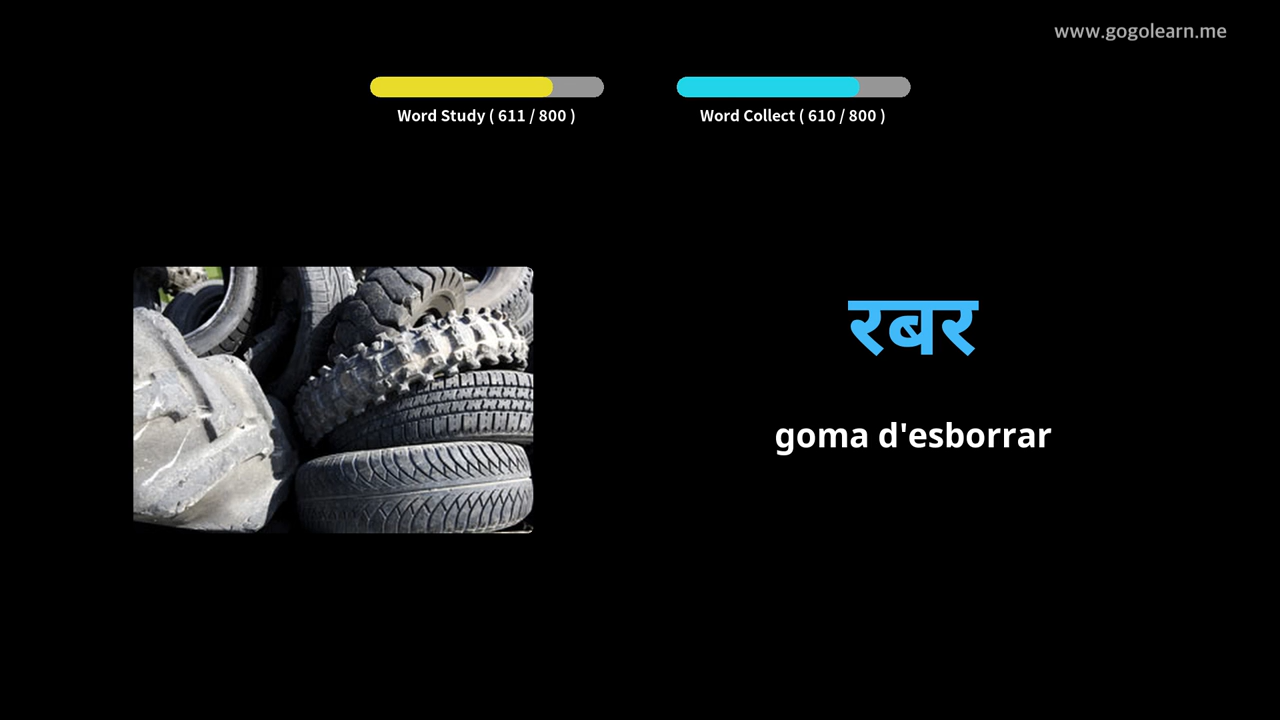 www.gogolearn.me
Word Study ( 611 / 800 )
Word Collect ( 610 / 800 )
रबर
goma d'esborrar